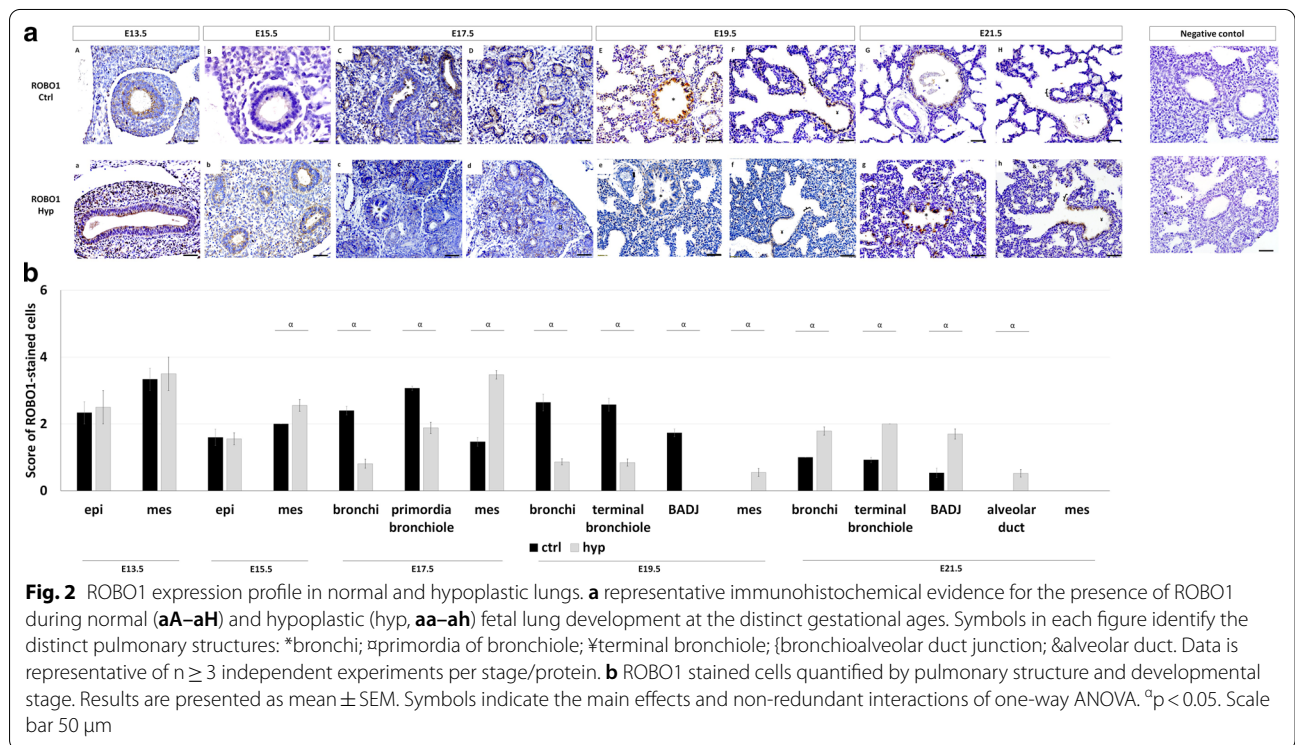 a
E13.5 E15.5 E17.5 E19.5 E21.5 Negative contol
ROBO1 Ctrl
A B C D E F G H
ROBO1 Hyp
a b c d e f g h
b
Score of ROBO1-stained cells
6
4
2
0
α α α α α α α α α α α α
epi mes epi mes bronchi primordia bronchiole mes bronchi terminal bronchiole BADJ mes bronchi terminal bronchiole BADJ alveolar duct mes
ctrl hyp
E13.5 E15.5 E17.5 E19.5 E21.5
Fig. 2 ROBO1 expression profile in normal and hypoplastic lungs. a representative immunohistochemical evidence for the presence of ROBO1
during normal (aA–aH) and hypoplastic (hyp, aa–ah) fetal lung development at the distinct gestational ages. Symbols in each figure identify the
distinct pulmonary structures: *bronchi; ¤primordia of bronchiole; ¥terminal bronchiole; {bronchioalveolar duct junction; &alveolar duct. Data is
representative of n ≥ 3 independent experiments per stage/protein. b ROBO1 stained cells quantified by pulmonary structure and developmental
stage. Results are presented as mean ± SEM. Symbols indicate the main effects and non-redundant interactions of one-way ANOVA. αp < 0.05. Scale
bar 50 μm